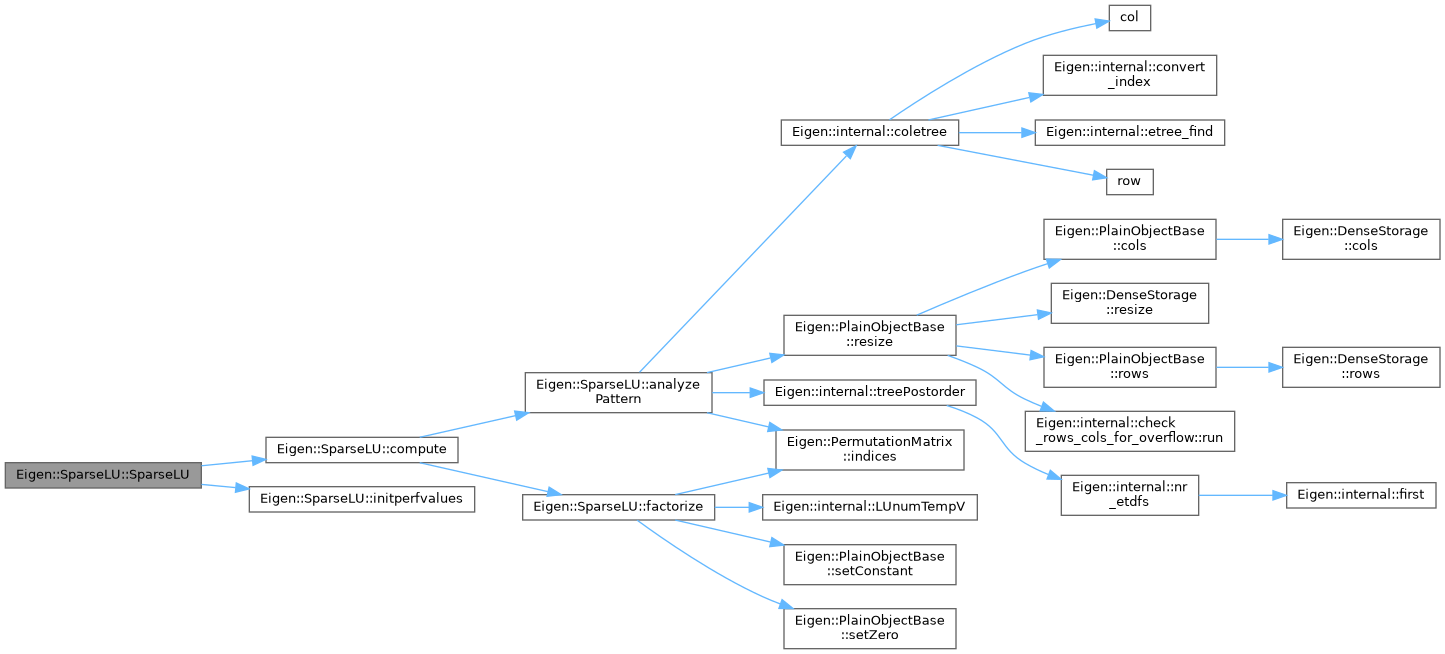 col
Eigen::internal::convert
_index
Eigen::internal::coletree
Eigen::internal::etree_find
row
Eigen::PlainObjectBase
::cols
Eigen::DenseStorage
::cols
Eigen::DenseStorage
::resize
Eigen::PlainObjectBase
::resize
Eigen::PlainObjectBase
::rows
Eigen::DenseStorage
::rows
Eigen::SparseLU::analyze
Pattern
Eigen::internal::treePostorder
Eigen::internal::check
_rows_cols_for_overflow::run
Eigen::SparseLU::compute
Eigen::PermutationMatrix
::indices
Eigen::SparseLU::SparseLU
Eigen::SparseLU::initperfvalues
Eigen::internal::nr
_etdfs
Eigen::internal::first
Eigen::SparseLU::factorize
Eigen::internal::LUnumTempV
Eigen::PlainObjectBase
::setConstant
Eigen::PlainObjectBase
::setZero